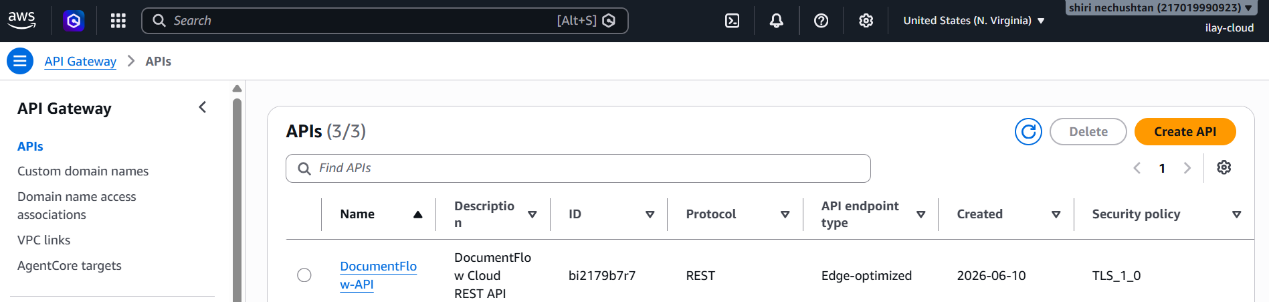 aws
Search [Alt+S]
United States (N. Virginia) ▼
shiri nechushtan (217019990923) ▼
ilay-cloud
API Gateway > APIs
API Gateway
APIs
Custom domain names
Domain name access
associations
VPC links
AgentCore targets
APIs (3/3)
Delete
Create API
Find APIs
1
Name
Descriptio
n
ID
Protocol
API endpoint
type
Created
Security policy
DocumentFlo
w-API
DocumentFlo
w Cloud
REST API
bi2179b7r7
REST
Edge-optimized
2026-06-10
TLS_1_0